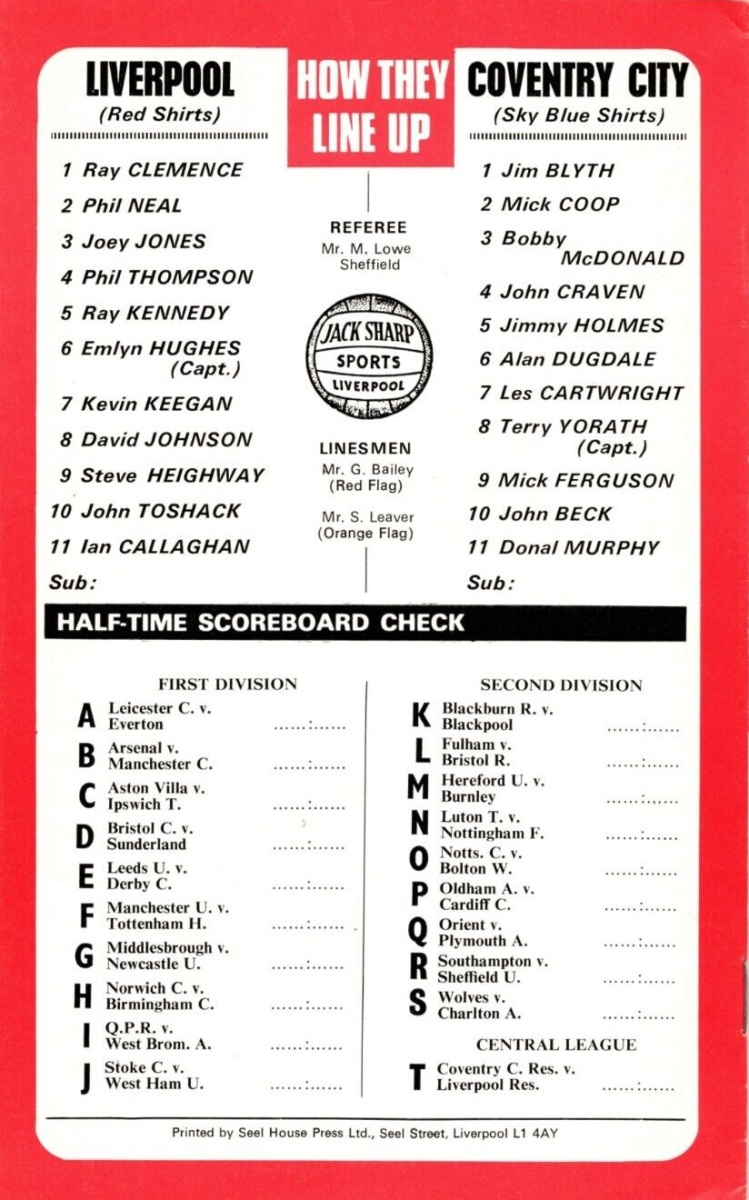 LIVERPOOL
(Red Shirts)
1 Ray CLEMENCE
2 Phil NEAL
3 Joey JONES
4 Phil THOMPSON
5 Ray KENNEDY
6 Emlyn HUGHES
(Capt.)
7 Kevin KEEGAN
8 David JOHNSON
9 Steve HEIGHWAY
10 John TOSHACK
11 Ian CALLAGHAN
Sub:
HOW THEY
LINE UP
REFEREE
Mr. M. Lowe
Sheffield
JACK SHARP
SPORTS
LIVERPOOL
LINESMEN
Mr. G. Bailey
(Red Flag)
Mr. S. Leaver
(Orange Flag)
COVENTRY CITY
(Sky Blue Shirts)
1 Jim BLYTH
2 Mick COOP
3 Bobby
McDONALD
4 John CRAVEN
5 Jimmy HOLMES
6 Alan DUGDALE
7 Les CARTWRIGHT
8 Terry YORATH
(Capt.)
9 Mick FERGUSON
10 John BECK
11 Donal MURPHY
Sub:
HALF-TIME SCOREBOARD CHECK
FIRST DIVISION
A Leicester C. v.
Everton ......:......
B Arsenal v.
Manchester C. ......:......
C Aston Villa v.
Ipswich T. ......:......
D Bristol C. v.
Sunderland ......:......
E Leeds U. v.
Derby C. ......:......
F Manchester U. v.
Tottenham H. ......:......
G Middlesbrough v.
Newcastle U. ......:......
H Norwich C. v.
Birmingham C. ......:......
I Q.P.R. v.
West Brom. A. ......:......
J Stoke C. v.
West Ham U. ......:......
SECOND DIVISION
K Blackburn R. v.
Blackpool ......:......
L Fulham v.
Bristol R. ......:......
M Hereford U. v.
Burnley ......:......
N Luton T. v.
Nottingham F. ......:......
O Notts. C. v.
Bolton W. ......:......
P Oldham A. v.
Cardiff C. ......:......
Q Orient v.
Plymouth A. ......:......
R Southampton v.
Sheffield U. ......:......
S Wolves v.
Charlton A. ......:......
CENTRAL LEAGUE
T Coventry C. Res. v.
Liverpool Res. ......:......
Printed by Seel House Press Ltd., Seel Street, Liverpool L1 4AY